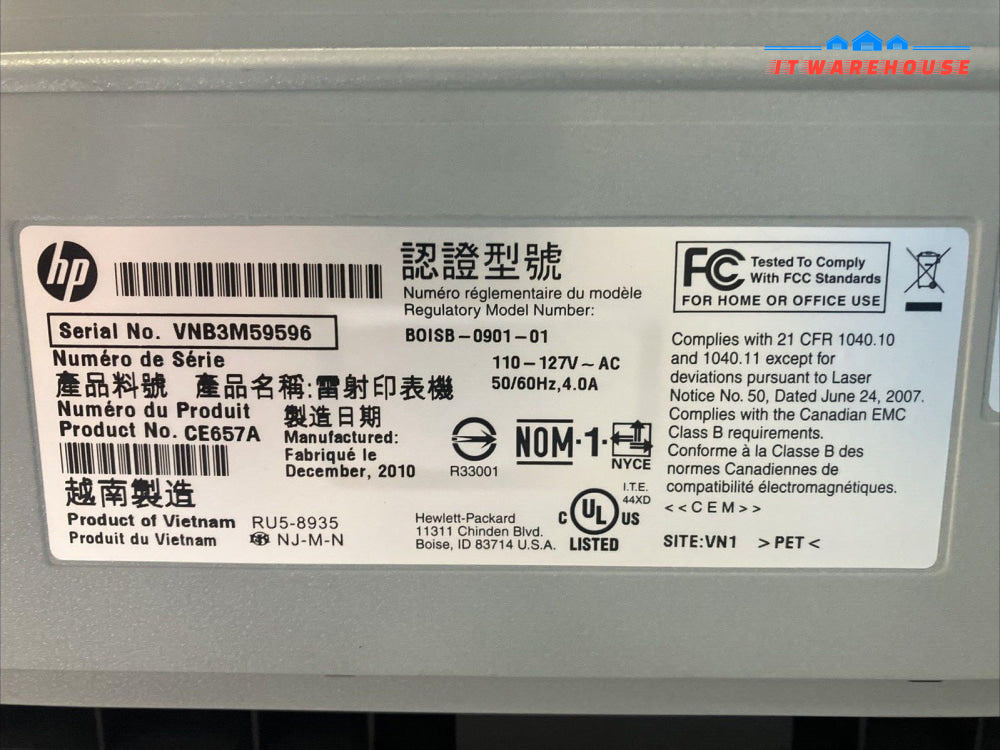 IT WAREHOUSE
hp
Serial No. VNB3M59596
Numéro de Série
產品料號 產品名稱:雷射印表機
Numéro du Produit
Product No. CE657A
製造日期
Manufactured:
Fabriqué le
December, 2010
越南製造
Product of Vietnam
Produit du Vietnam
RU5-8935
NJ-M-N
認證型號
Numéro réglementaire du modèle
Regulatory Model Number:
BOISB-0901-01
110-127V~AC
50/60Hz,4.0A
R33001
NOM-1-
NYCE
Hewlett-Packard
11311 Chinden Blvd.
Boise, ID 83714 U.S.A.
I.T.E.
44XD
C UL US
LISTED
FC Tested To Comply
With FCC Standards
FOR HOME OR OFFICE USE
Complies with 21 CFR 1040.10
and 1040.11 except for
deviations pursuant to Laser
Notice No. 50, Dated June 24, 2007.
Complies with the Canadian EMC
Class B requirements.
Conforme à la Classe B des
normes Canadiennes de
compatibilité électromagnétiques.
<<CEM>>
SITE:VN1 >PET<